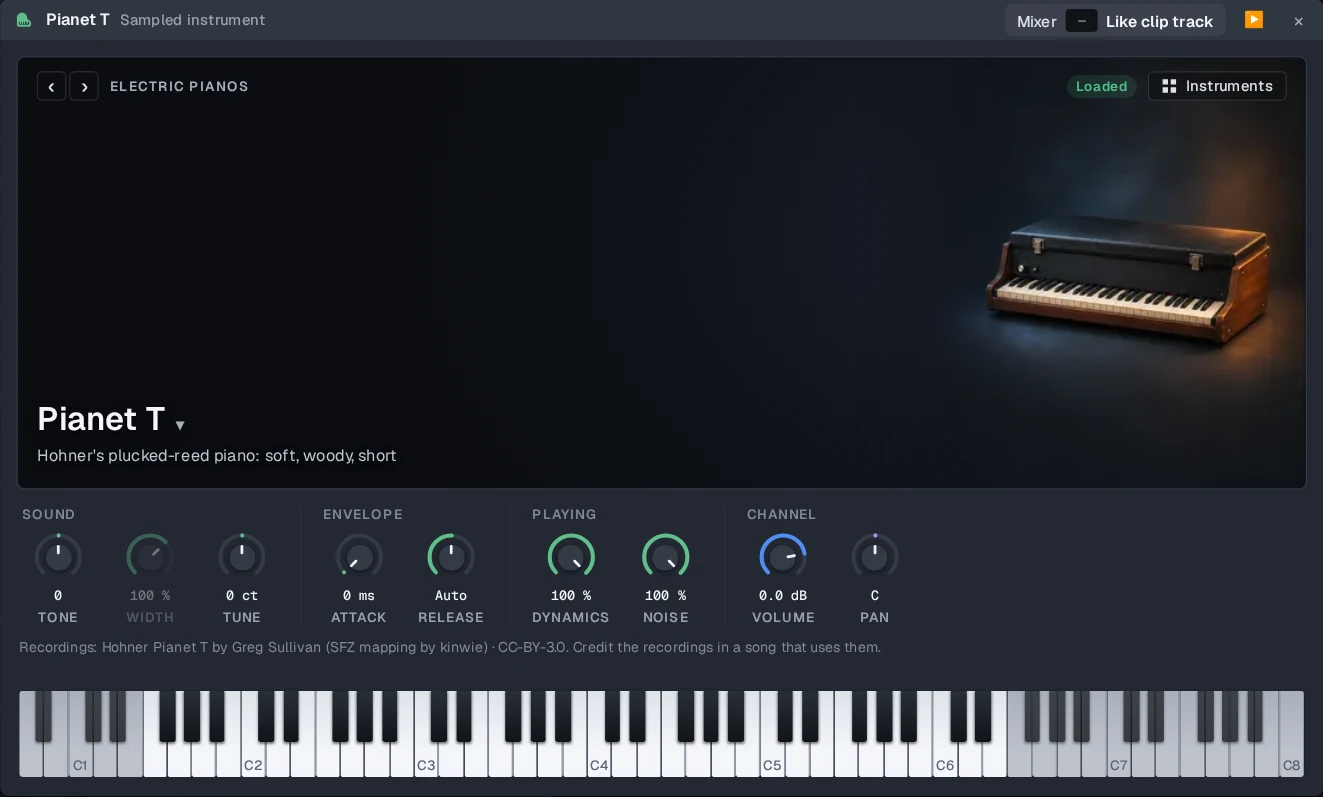 Pianet T Sampled instrument Mixer – Like clip track ×
‹ › ELECTRIC PIANOS Loaded Instruments
Pianet T ▼
Hohner's plucked-reed piano: soft, woody, short
SOUND ENVELOPE PLAYING CHANNEL
0 100 % 0 ct 0 ms Auto 100 % 100 % 0.0 dB C
TONE WIDTH TUNE ATTACK RELEASE DYNAMICS NOISE VOLUME PAN
Recordings: Hohner Pianet T by Greg Sullivan (SFZ mapping by kinwie) · CC-BY-3.0. Credit the recordings in a song that uses them.
C1 C2 C3 C4 C5 C6 C7 C8